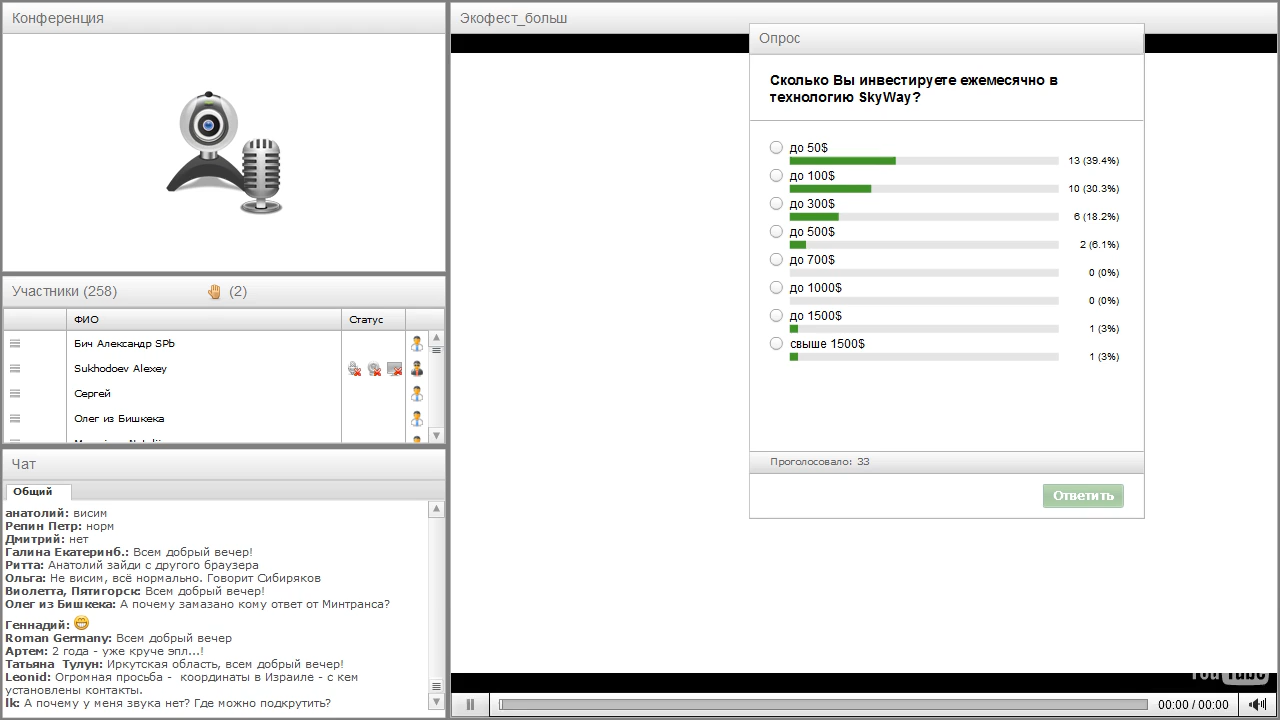 Конференция
Участники (258) (2)
ФИО Статус
Бич Александр SPb
Sukhodoev Alexey
Сергей
Олег из Бишкека
Чат
Общий
анатолий: висим
Репин Петр: норм
Дмитрий: нет
Галина Екатеринб.: Всем добрый вечер!
Ритта: Анатолий зайди с другого браузера
Ольга: Не висим, всё нормально. Говорит Сибиряков
Виолетта, Пятигорск: Всем добрый вечер!
Олег из Бишкека: А почему замазано кому ответ от Минтранса?
Геннадий:
Roman Germany: Всем добрый вечер
Артем: 2 года - уже круче эпл...!
Татьяна Тулун: Иркутская область, всем добрый вечер!
Leonid: Огромная просьба - координаты в Израиле - с кем
установлены контакты.
lk: А почему у меня звука нет? Где можно подкрутить?
Экофест_больш
Опрос
Сколько Вы инвестируете ежемесячно в
технологию SkyWay?
до 50$
13 (39.4%)
до 100$
10 (30.3%)
до 300$
6 (18.2%)
до 500$
2 (6.1%)
до 700$
0 (0%)
до 1000$
0 (0%)
до 1500$
1 (3%)
свыше 1500$
1 (3%)
Проголосовало: 33
Ответить
YouTube
00:00 / 00:00